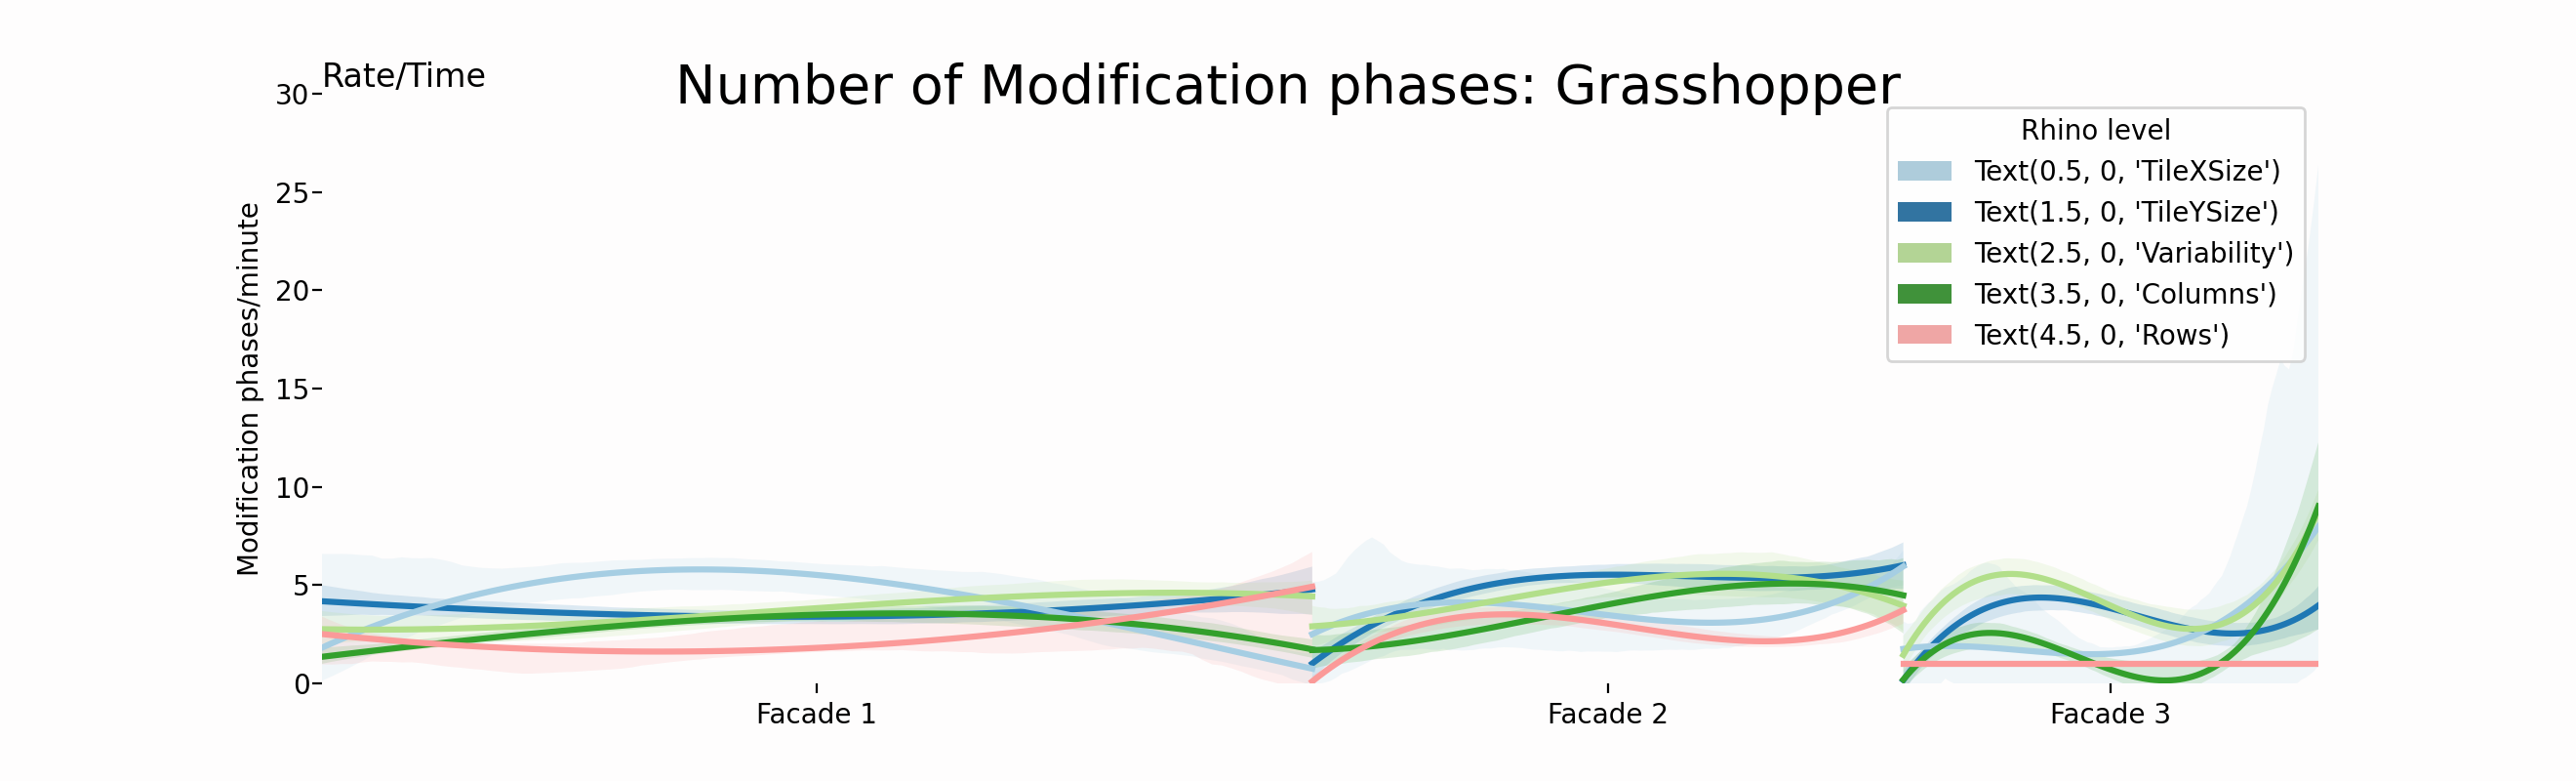 Rate/Time
Number of Modification phases: Grasshopper
Modification phases/minute
30
25
20
15
10
5
0
Rhino level
Text(0.5, 0, 'TileXSize')
Text(1.5, 0, 'TileYSize')
Text(2.5, 0, 'Variability')
Text(3.5, 0, 'Columns')
Text(4.5, 0, 'Rows')
Facade 1
Facade 2
Facade 3